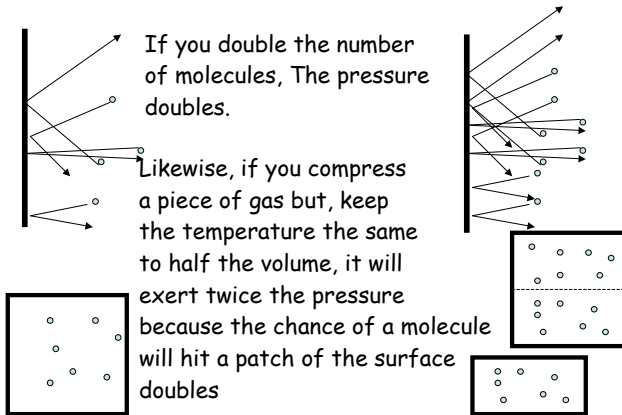 If you double the number
of molecules, The pressure
doubles.
Likewise, if you compress
a piece of gas but, keep
the temperature the same
to half the volume, it will
exert twice the pressure
because the chance of a molecule
will hit a patch of the surface
doubles